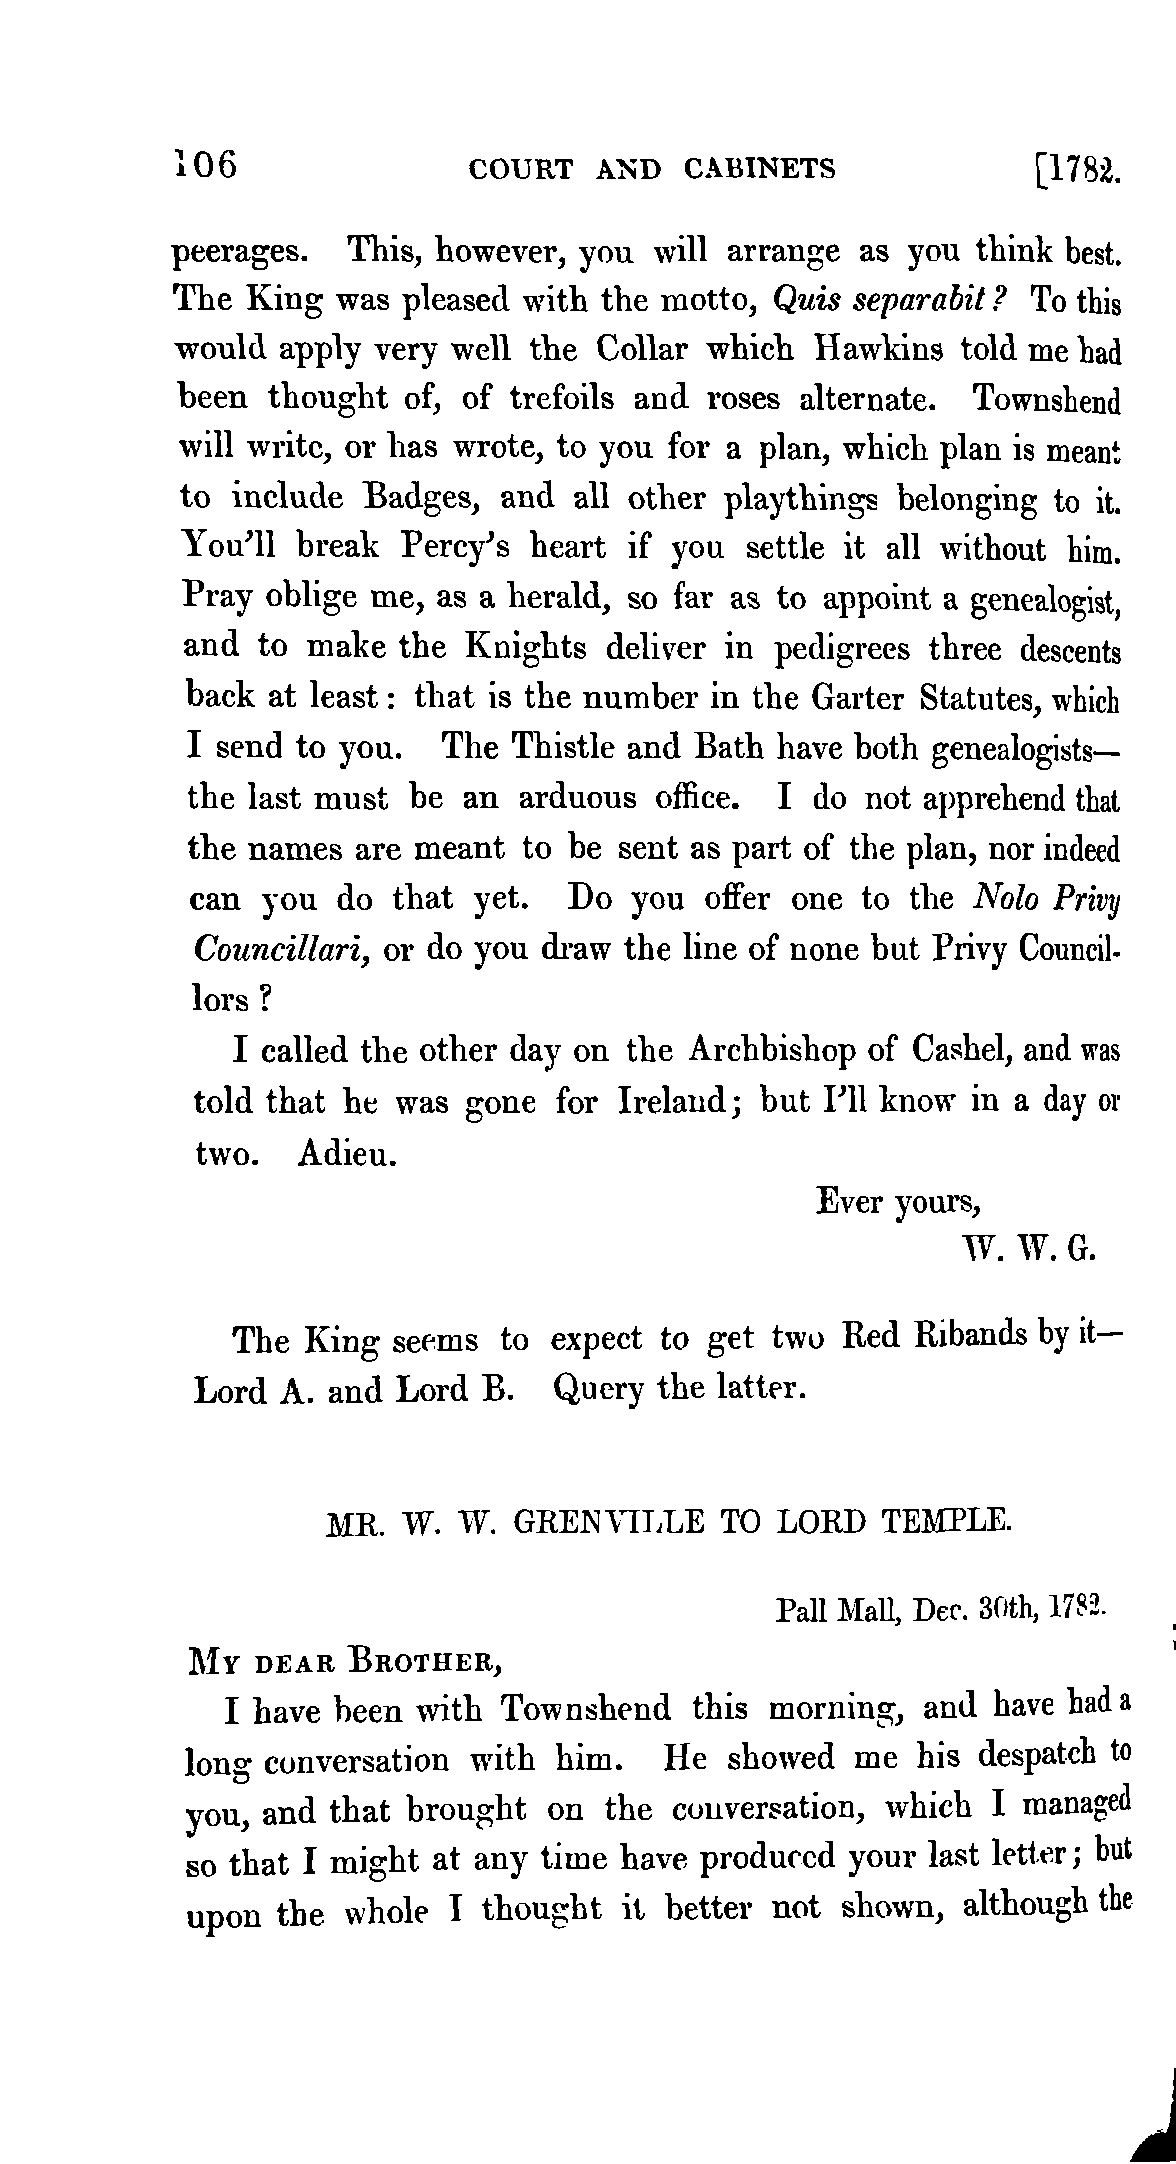 106 COURT AND CABINETS [1782.
peerages. This, however, you will arrange as you think best.
The King was pleased with the motto, Quis separabit? To this
would apply very well the Collar which Hawkins told me had
been thought of, of trefoils and roses alternate. Townshend
will write, or has wrote, to you for a plan, which plan is meant
to include Badges, and all other playthings belonging to it.
You'll break Percy's heart if you settle it all without him.
Pray oblige me, as a herald, so far as to appoint a genealogist,
and to make the Knights deliver in pedigrees three descents
back at least: that is the number in the Garter Statutes, which
I send to you. The Thistle and Bath have both genealogists—
the last must be an arduous office. I do not apprehend that
the names are meant to be sent as part of the plan, nor indeed
can you do that yet. Do you offer one to the Nolo Privy
Councillari, or do you draw the line of none but Privy Council-
lors?
I called the other day on the Archbishop of Cashel, and was
told that he was gone for Ireland; but I'll know in a day or
two. Adieu.
Ever yours,
W. W. G.
The King seems to expect to get two Red Ribands by it—
Lord A. and Lord B. Query the latter.
MR. W. W. GRENVILLE TO LORD TEMPLE.
Pall Mall, Dec. 30th, 1782.
MY DEAR BROTHER,
I have been with Townshend this morning, and have had a
long conversation with him. He showed me his despatch to
you, and that brought on the conversation, which I managed
so that I might at any time have produced your last letter; but
upon the whole I thought it better not shown, although the